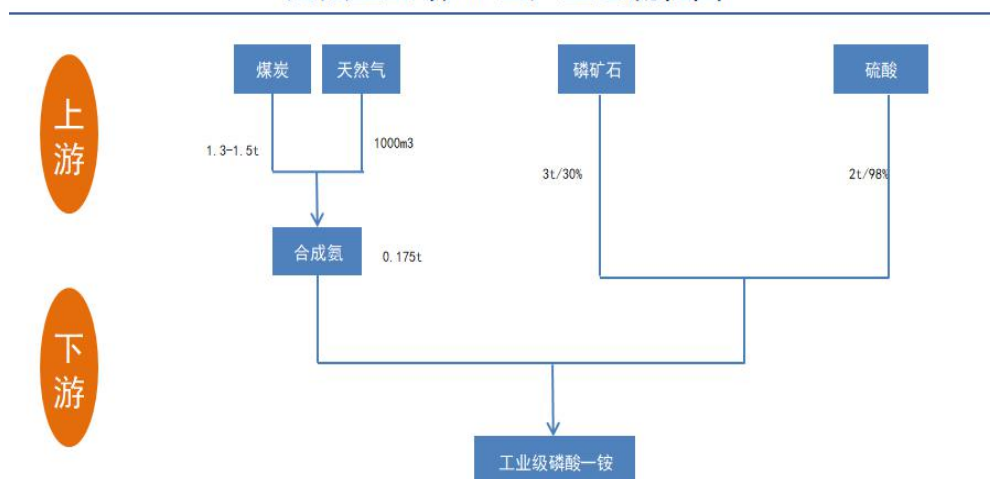 上游
煤炭
天然气
磷矿石
硫酸
1.3-1.5t
1000m3
3t/30%
2t/98%
合成氨
0.175t
下游
工业级磷酸一铵